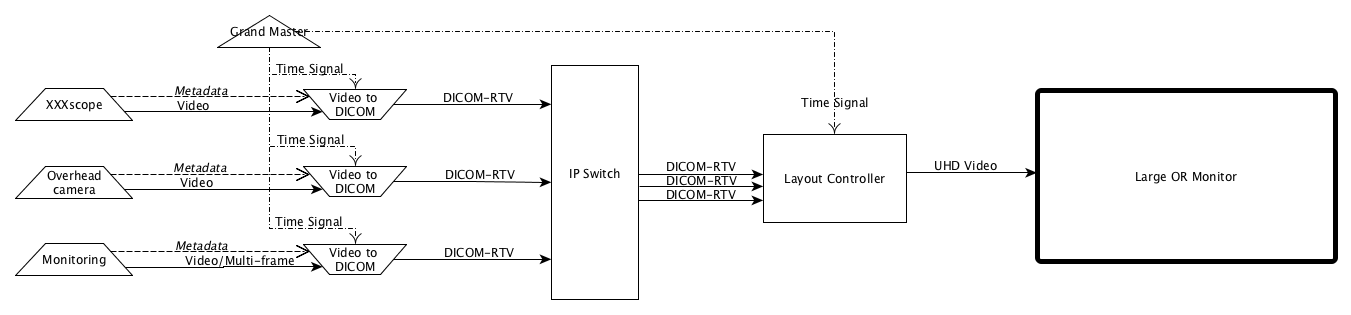 Grand Master
Time Signal
Metadata
XXXscope
Video
Video to
DICOM
DICOM-RTV
Time Signal
Time Signal
Metadata
Overhead
camera
Video
Video to
DICOM
DICOM-RTV
IP Switch
DICOM-RTV
DICOM-RTV
DICOM-RTV
Layout Controller
UHD Video
Large OR Monitor
Time Signal
Metadata
Monitoring
Video/Multi-frame
Video to
DICOM
DICOM-RTV